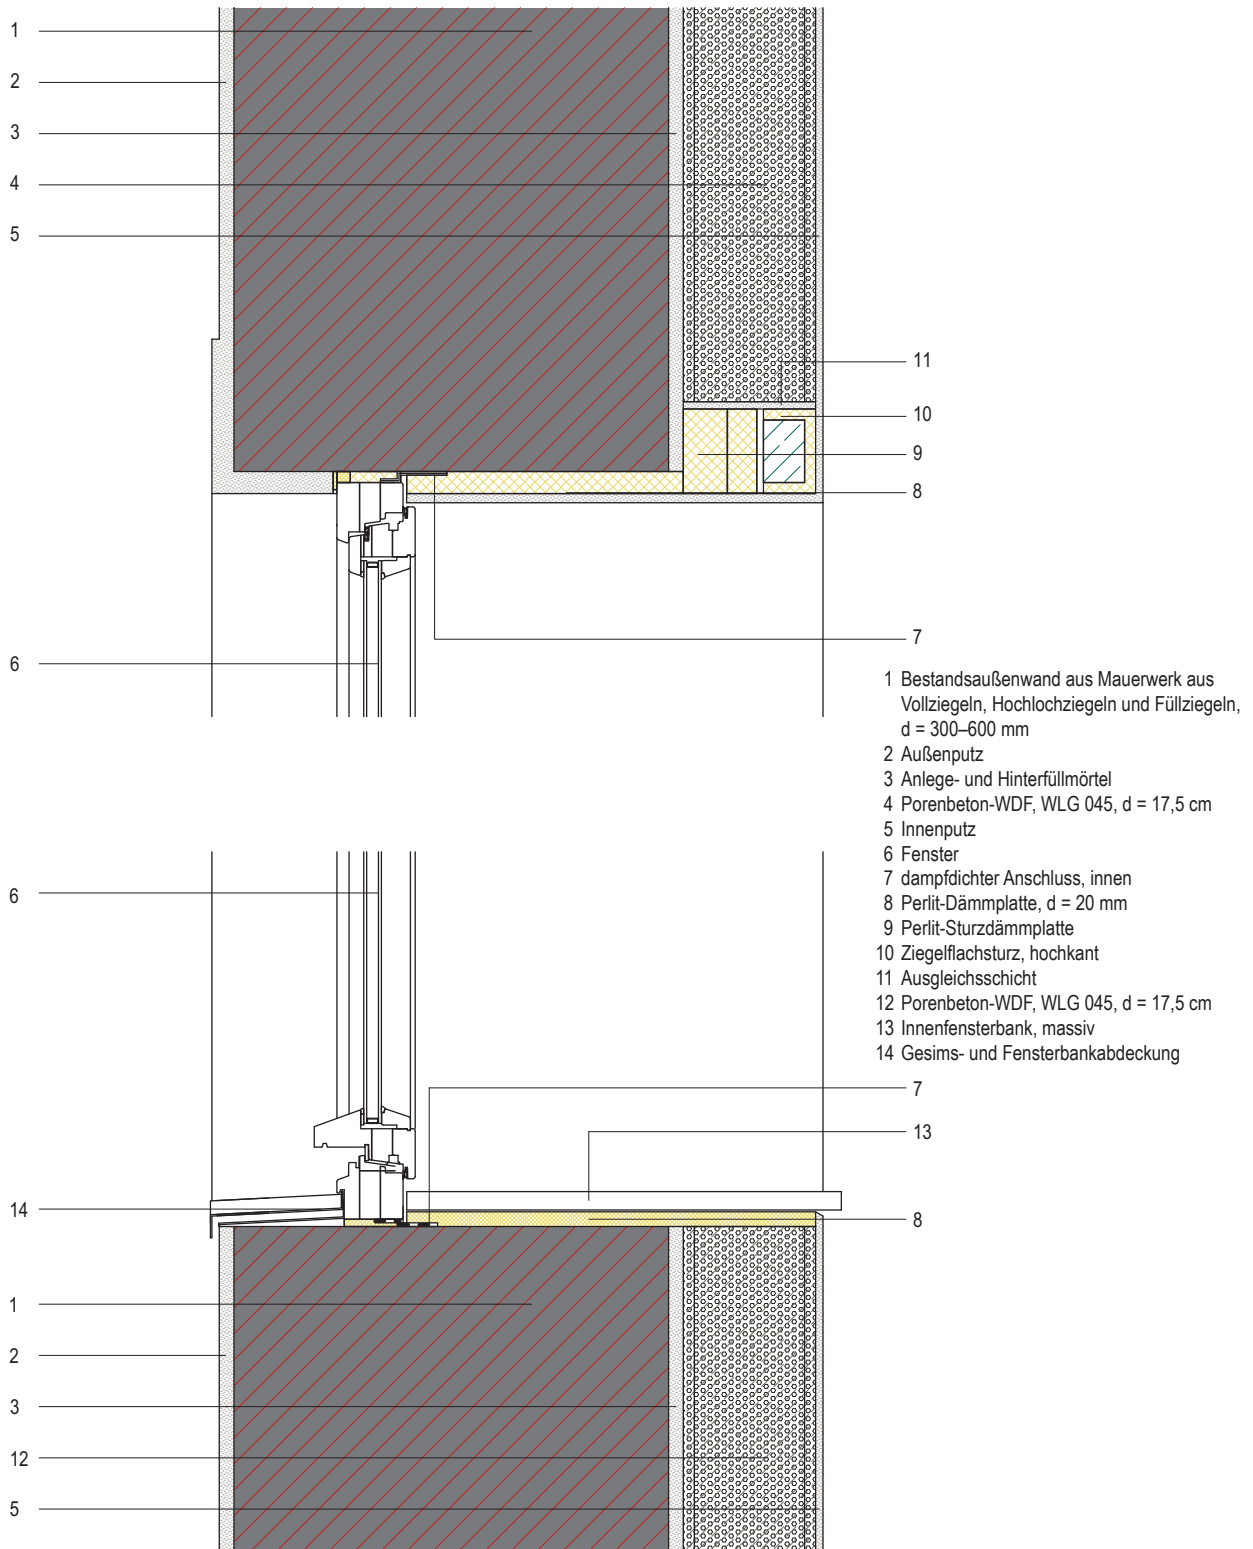 1
2
3
4
5
11
10
9
8
7
6
1 Bestandsaußenwand aus Mauerwerk aus
Vollziegeln, Hochlochziegeln und Füllziegeln,
d = 300–600 mm
2 Außenputz
3 Anlege- und Hinterfüllmörtel
4 Porenbeton-WDF, WLG 045, d = 17,5 cm
5 Innenputz
6 Fenster
7 dampfdichter Anschluss, innen
8 Perlit-Dämmplatte, d = 20 mm
9 Perlit-Sturzdämmplatte
10 Ziegelflachsturz, hochkant
11 Ausgleichsschicht
12 Porenbeton-WDF, WLG 045, d = 17,5 cm
13 Innenfensterbank, massiv
14 Gesims- und Fensterbankabdeckung
6
7
13
14
8
1
2
3
12
5